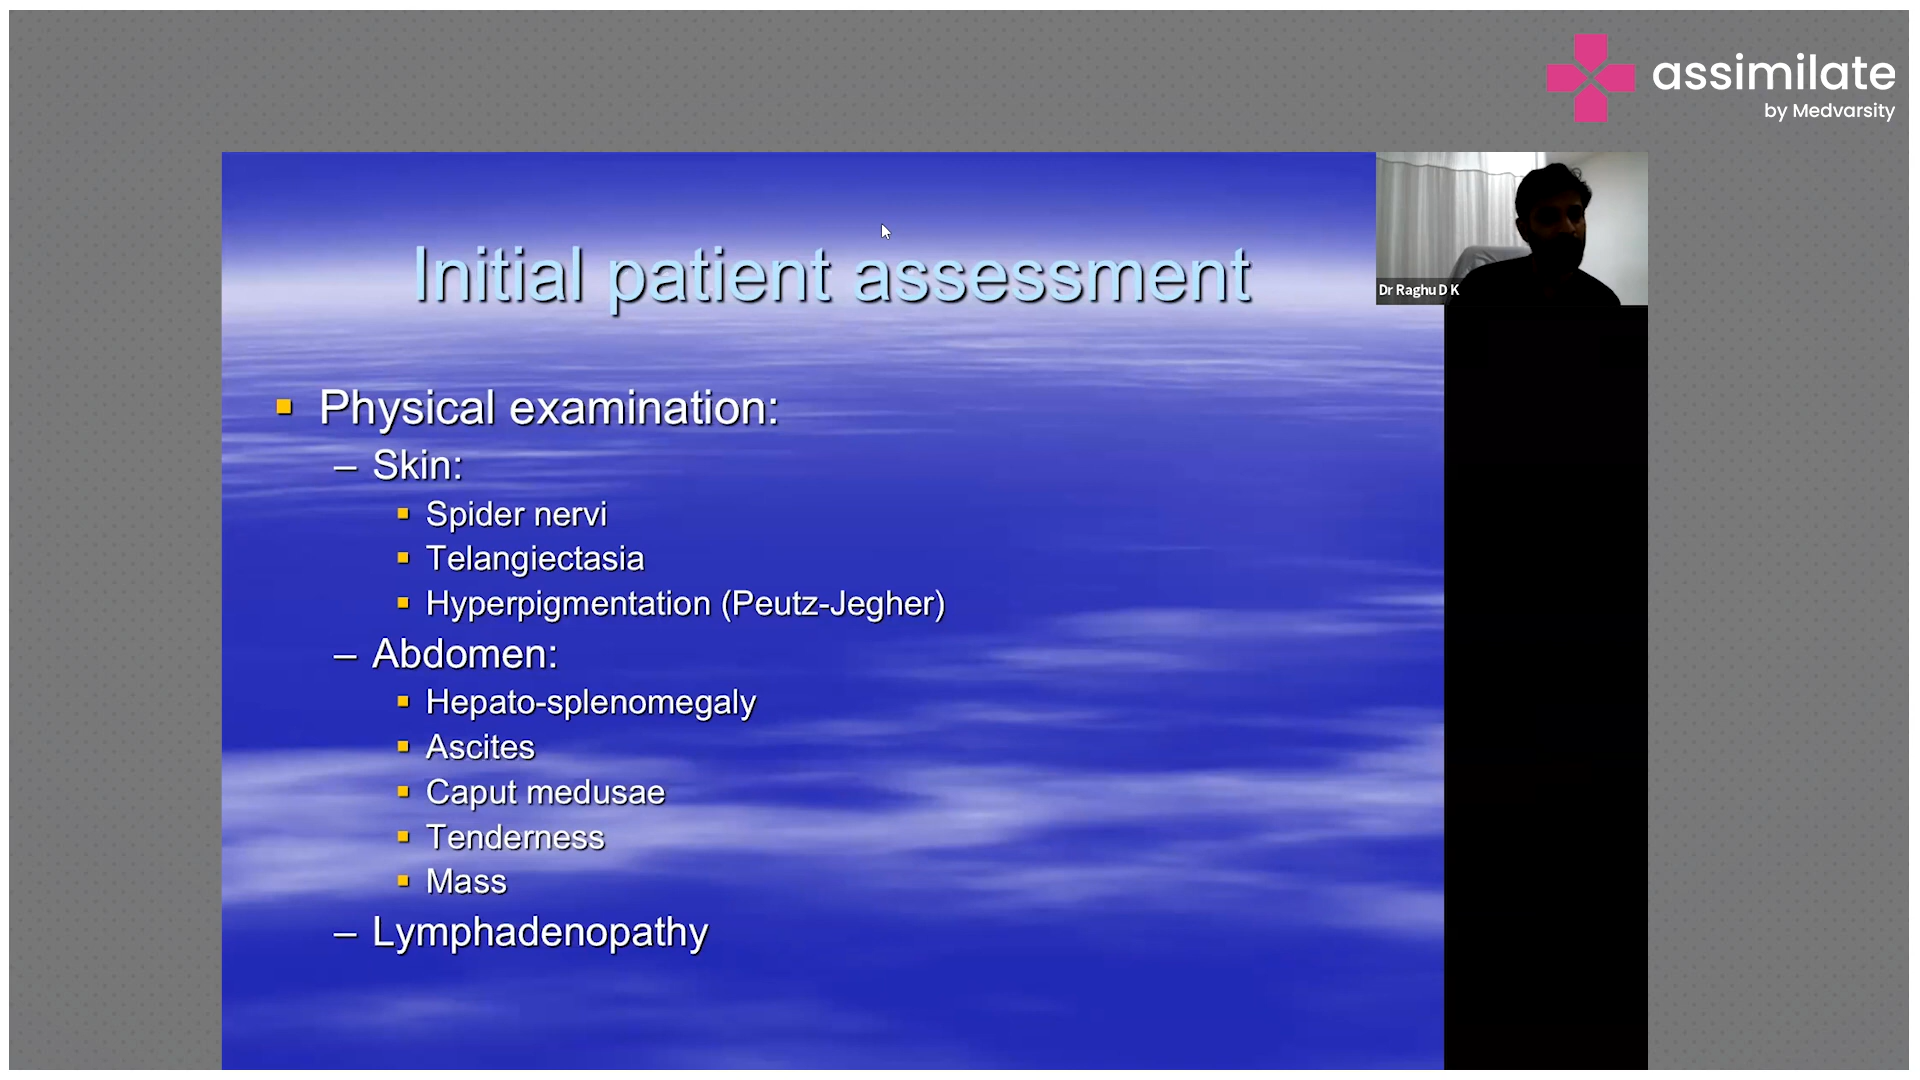 assimilate
by Medvarsity
Initial patient assessment
Dr Raghu D K
▪ Physical examination:
– Skin:
▪ Spider nervi
▪ Telangiectasia
▪ Hyperpigmentation (Peutz-Jegher)
– Abdomen:
▪ Hepato-splenomegaly
▪ Ascites
▪ Caput medusae
▪ Tenderness
▪ Mass
– Lymphadenopathy